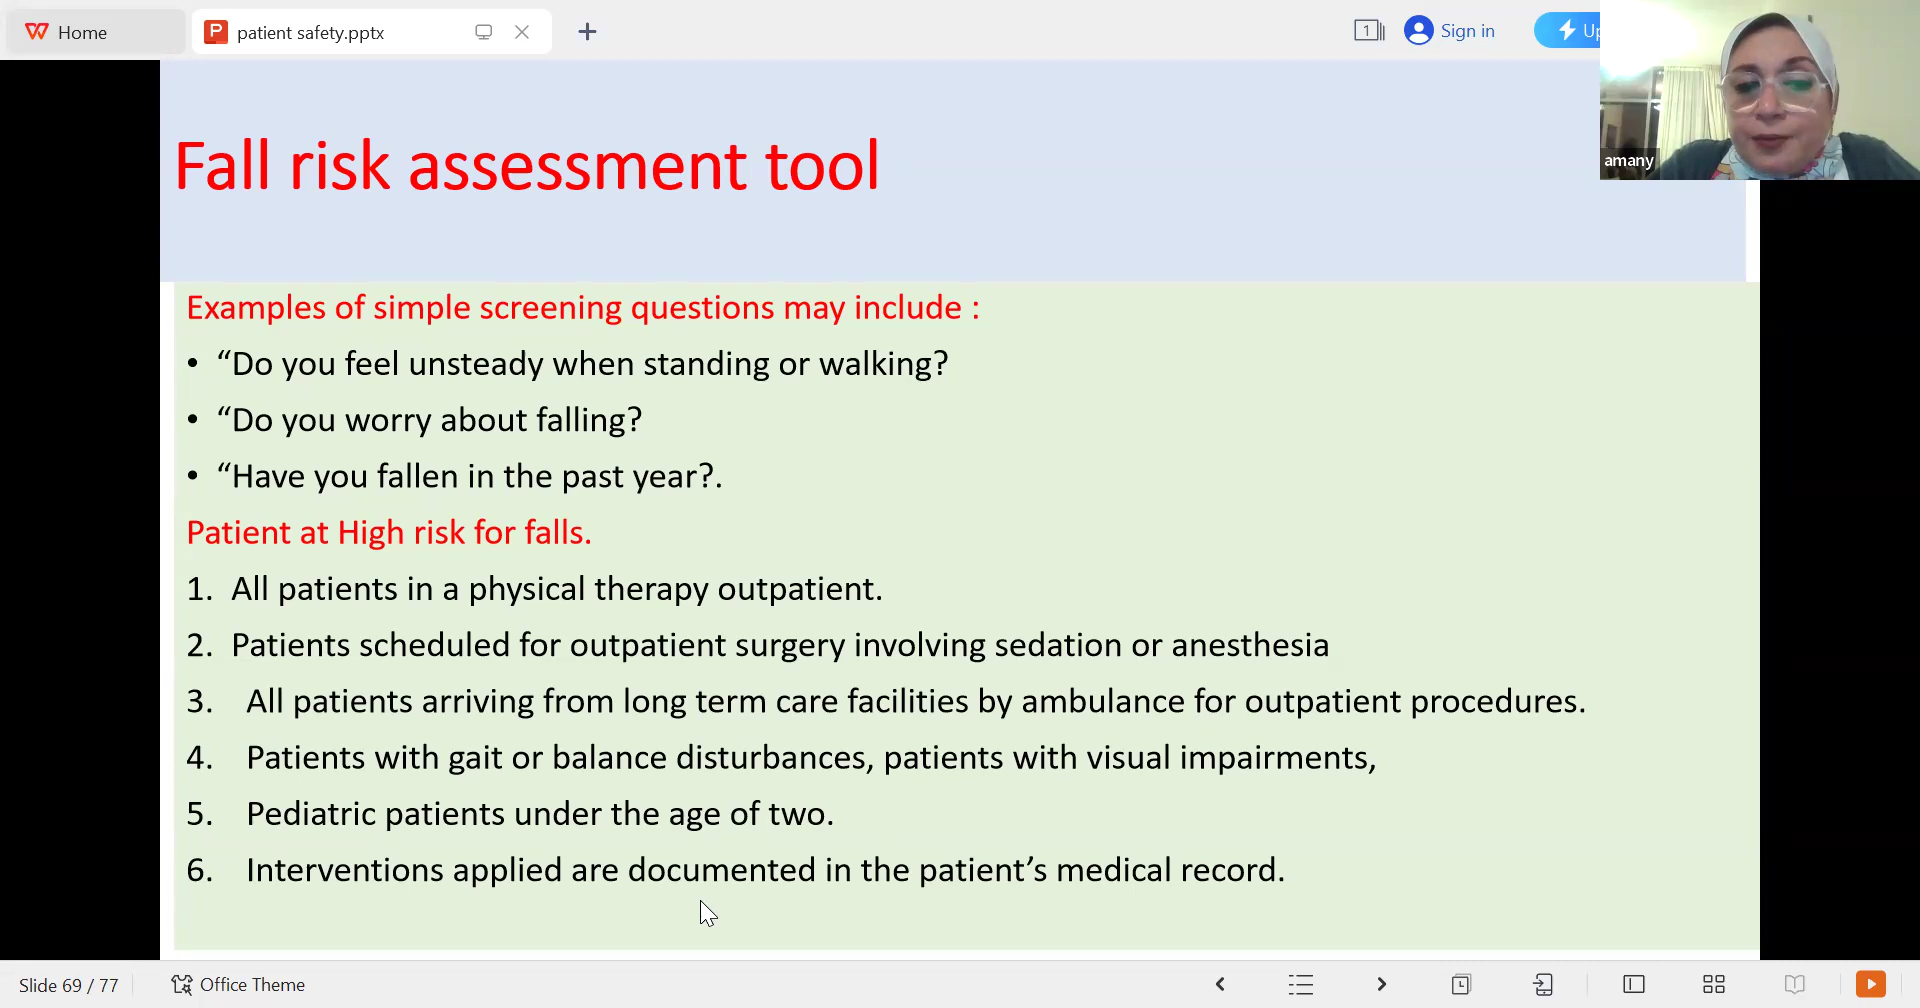 Home
patient safety.pptx
1
Sign in
amany
Fall risk assessment tool
Examples of simple screening questions may include :
• “Do you feel unsteady when standing or walking?
• “Do you worry about falling?
• “Have you fallen in the past year?.
Patient at High risk for falls.
1. All patients in a physical therapy outpatient.
2. Patients scheduled for outpatient surgery involving sedation or anesthesia
3. All patients arriving from long term care facilities by ambulance for outpatient procedures.
4. Patients with gait or balance disturbances, patients with visual impairments,
5. Pediatric patients under the age of two.
6. Interventions applied are documented in the patient’s medical record.
Slide 69 / 77
Office Theme